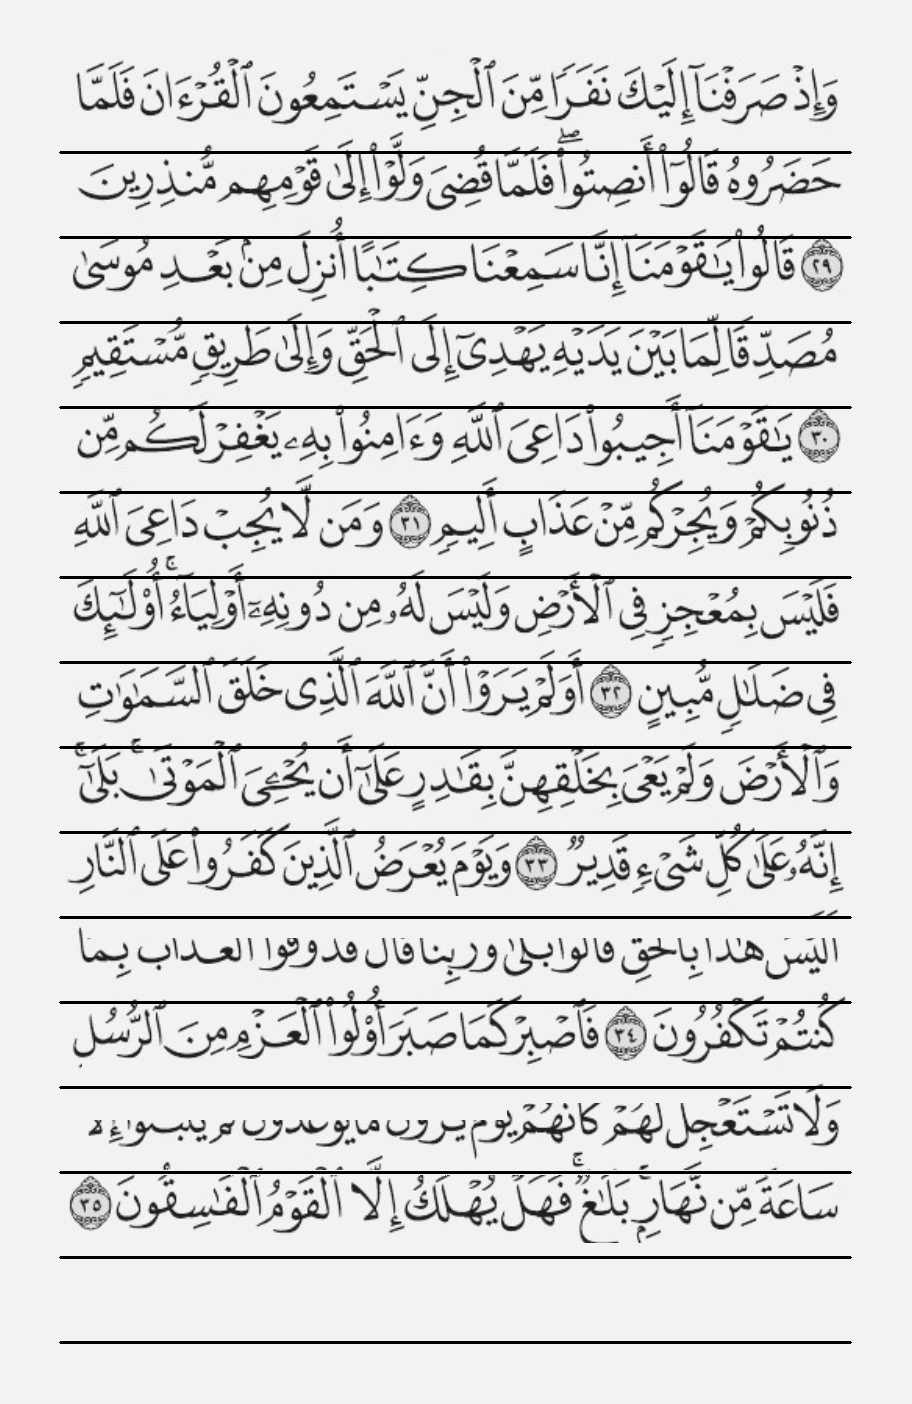 وَإِذۡ صَرَفۡنَآ إِلَيۡكَ نَفَرٗا مِّنَ ٱلۡجِنِّ يَسۡتَمِعُونَ ٱلۡقُرۡءَانَ فَلَمَّا
حَضَرُوهُ قَالُوٓاْ أَنصِتُواْۖ فَلَمَّا قُضِيَ وَلَّوۡاْ إِلَىٰ قَوۡمِهِم مُّنذِرِينَ
٢٩ قَالُواْ يَٰقَوۡمَنَآ إِنَّا سَمِعۡنَا كِتَٰبًا أُنزِلَ مِنۢ بَعۡدِ مُوسَىٰ
مُصَدِّقٗا لِّمَا بَيۡنَ يَدَيۡهِ يَهۡدِيٓ إِلَى ٱلۡحَقِّ وَإِلَىٰ طَرِيقٖ مُّسۡتَقِيمٖ
٣٠ يَٰقَوۡمَنَآ أَجِيبُواْ دَاعِيَ ٱللَّهِ وَءَامِنُواْ بِهِۦ يَغۡفِرۡ لَكُم مِّن
ذُنُوبِكُمۡ وَيُجِرۡكُم مِّنۡ عَذَابٍ أَلِيمٖ ٣١ وَمَن لَّا يُجِبۡ دَاعِيَ ٱللَّهِ
فَلَيۡسَ بِمُعۡجِزٖ فِي ٱلۡأَرۡضِ وَلَيۡسَ لَهُۥ مِن دُونِهِۦٓ أَوۡلِيَآءُۚ أُوْلَٰٓئِكَ
فِي ضَلَٰلٖ مُّبِينٍ ٣٢ أَوَلَمۡ يَرَوۡاْ أَنَّ ٱللَّهَ ٱلَّذِي خَلَقَ ٱلسَّمَٰوَٰتِ
وَٱلۡأَرۡضَ وَلَمۡ يَعۡيَ بِخَلۡقِهِنَّ بِقَٰدِرٍ عَلَىٰٓ أَن يُحۡـِۧيَ ٱلۡمَوۡتَىٰۚ بَلَىٰٓۚ
إِنَّهُۥ عَلَىٰ كُلِّ شَيۡءٖ قَدِيرٞ ٣٣ وَيَوۡمَ يُعۡرَضُ ٱلَّذِينَ كَفَرُواْ عَلَى ٱلنَّارِ
أَلَيۡسَ هَٰذَا بِٱلۡحَقِّۖ قَالُواْ بَلَىٰ وَرَبِّنَاۚ قَالَ فَذُوقُواْ ٱلۡعَذَابَ بِمَا
كُنتُمۡ تَكۡفُرُونَ ٣٤ فَٱصۡبِرۡ كَمَا صَبَرَ أُوْلُواْ ٱلۡعَزۡمِ مِنَ ٱلرُّسُلِ
وَلَا تَسۡتَعۡجِل لَّهُمۡۚ كَأَنَّهُمۡ يَوۡمَ يَرَوۡنَ مَا يُوعَدُونَ لَمۡ يَلۡبَثُوٓاْ إِلَّا
سَاعَةٗ مِّن نَّهَارِۭۚ بَلَٰغٞۚ فَهَلۡ يُهۡلَكُ إِلَّا ٱلۡقَوۡمُ ٱلۡفَٰسِقُونَ ٣٥